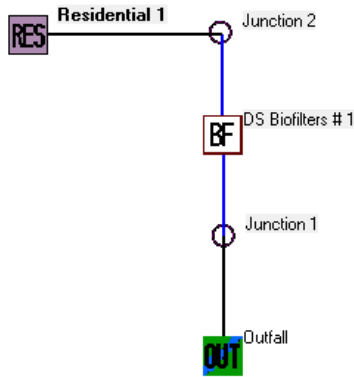 RES
Residential 1
Junction 2
BF
DS Biofilters # 1
Junction 1
OUT
Outfall